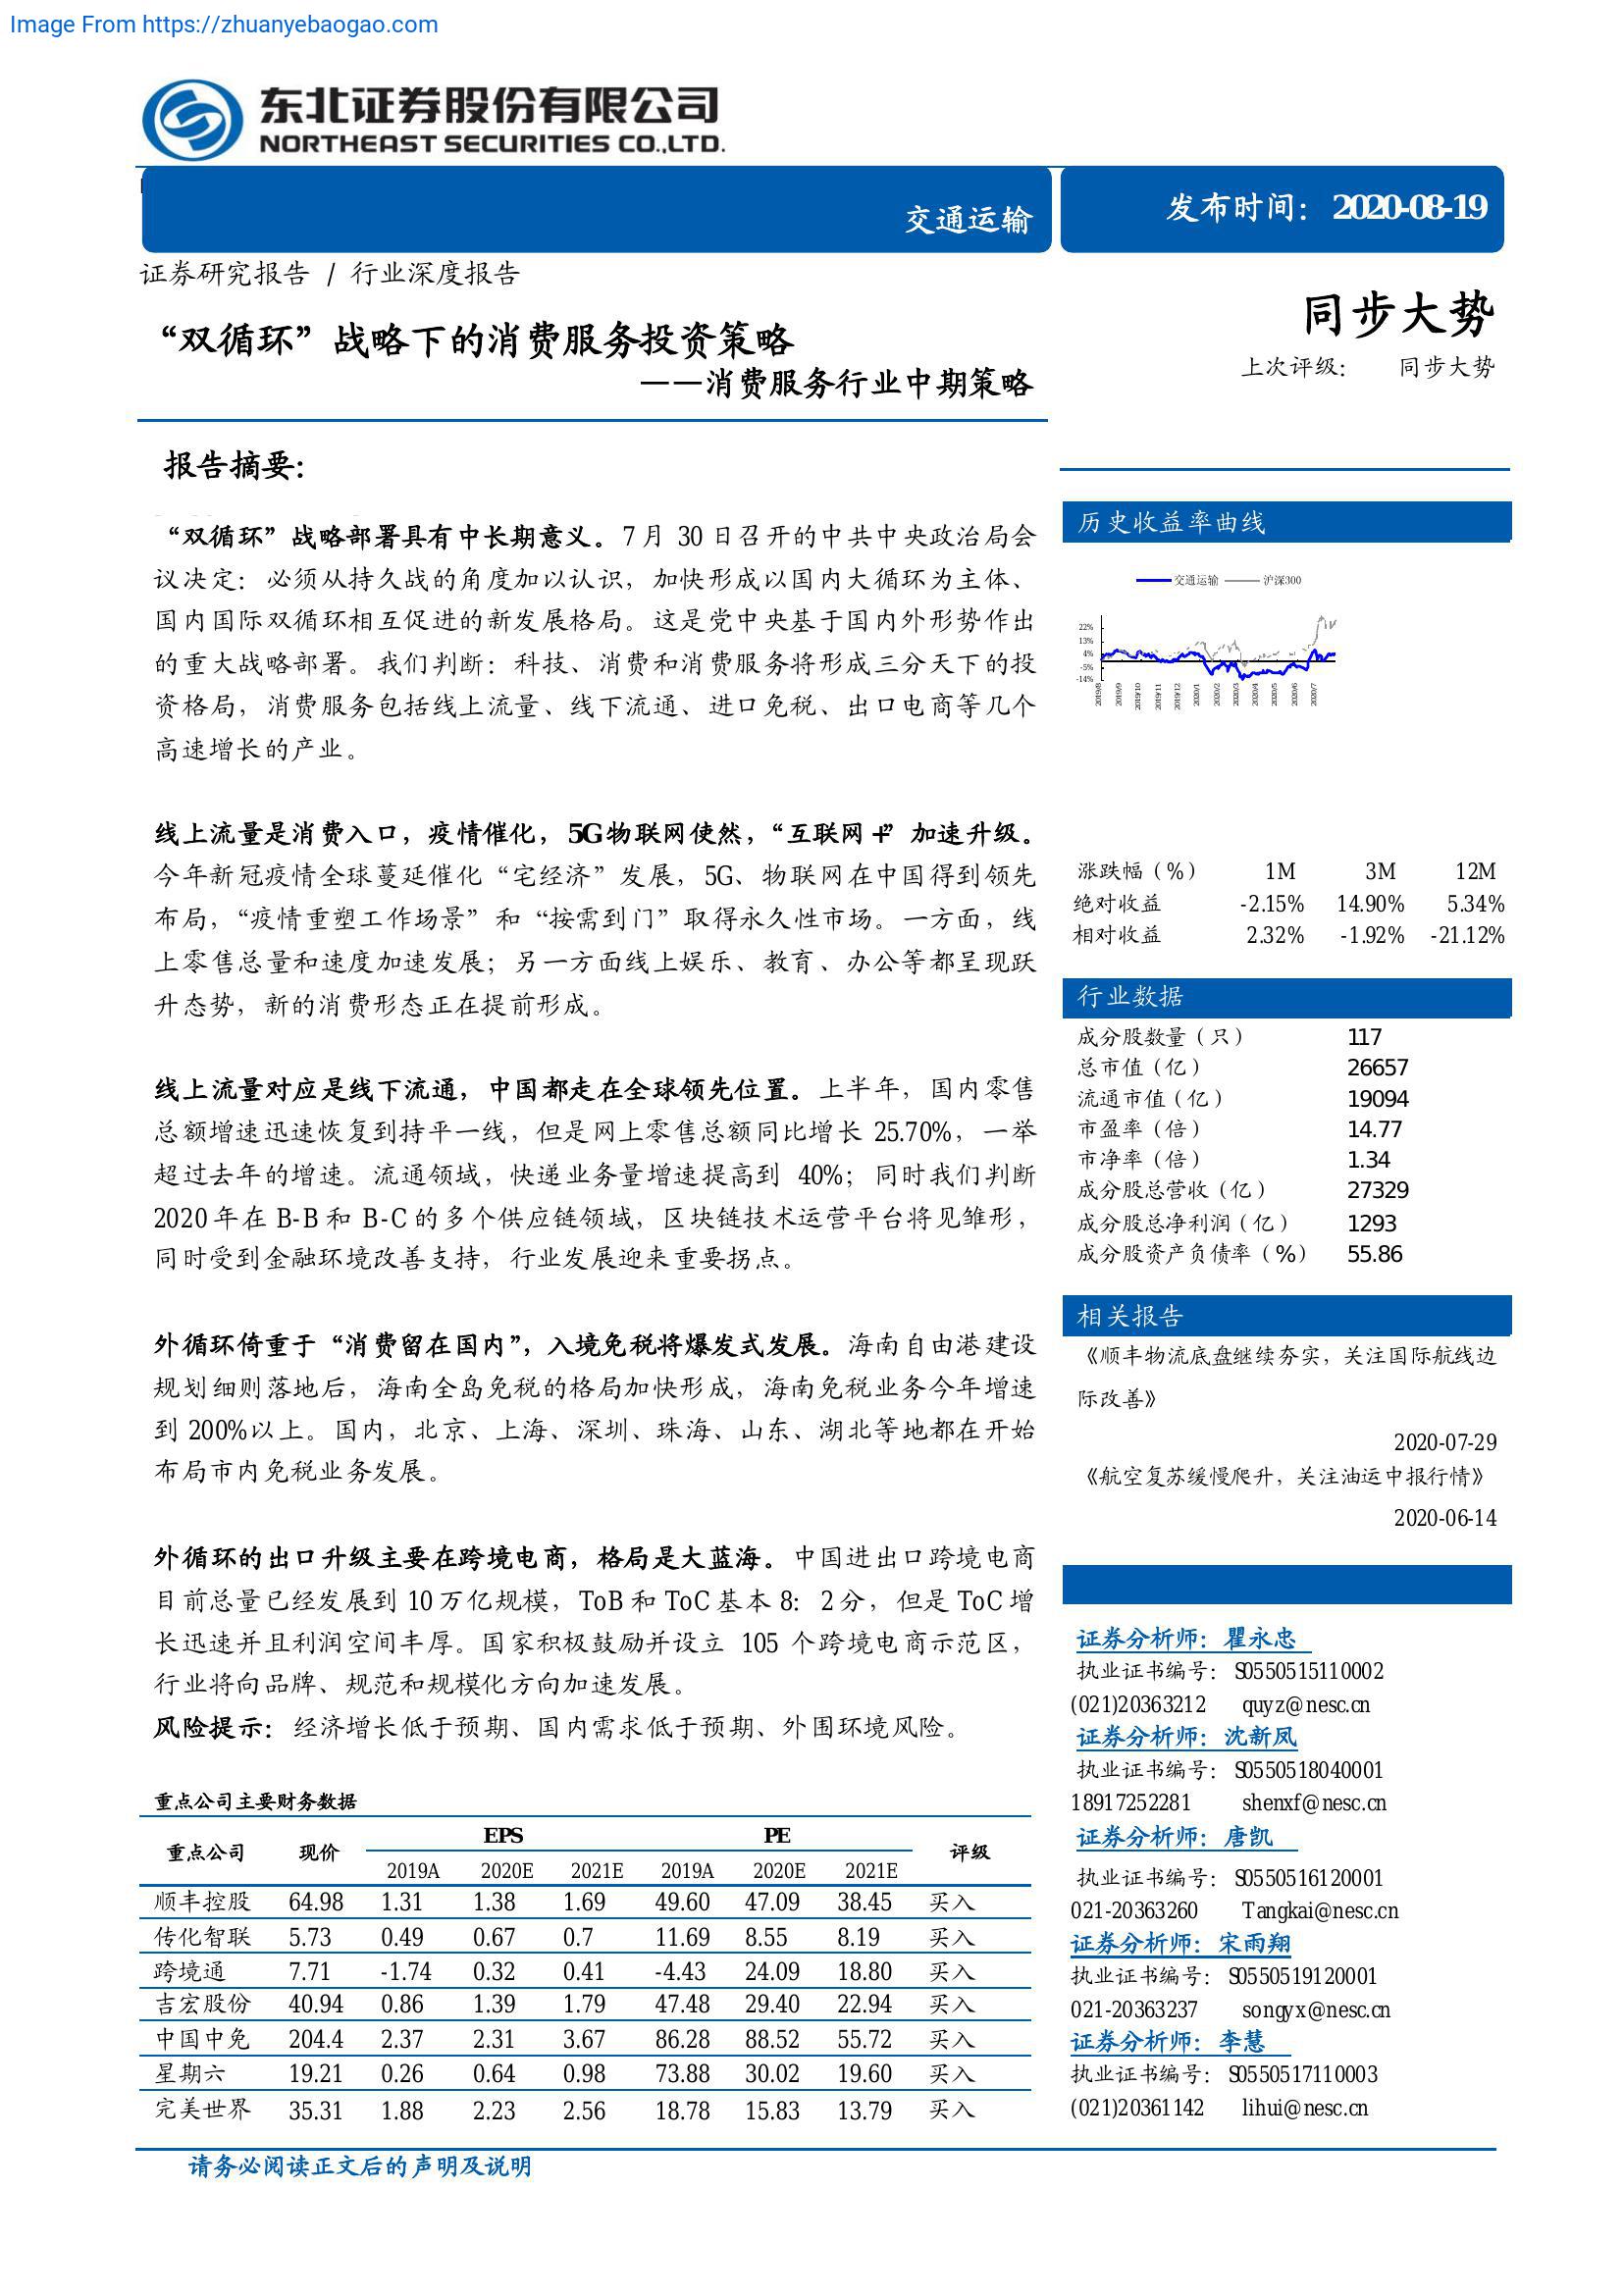 Image From https://zhuanyebaogao.com
东北证券股份有限公司
NORTHEAST SECURITIES CO.,LTD.
交通运输
发布时间：2020-08-19
证券研究报告 / 行业深度报告
“双循环”战略下的消费服务投资策略
——消费服务行业中期策略
报告摘要：
“双循环”战略部署具有中长期意义。7 月 30 日召开的中共中央政治局会
议决定：必须从持久战的角度加以认识，加快形成以国内大循环为主体、
国内国际双循环相互促进的新发展格局。这是党中央基于国内外形势作出
的重大战略部署。我们判断：科技、消费和消费服务将形成三分天下的投
资格局，消费服务包括线上流量、线下流通、进口免税、出口电商等几个
高速增长的产业。
线上流量是消费入口，疫情催化，5G 物联网使然，“互联网+”加速升级。
今年新冠疫情全球蔓延催化“宅经济”发展，5G、物联网在中国得到领先
布局，“疫情重塑工作场景”和“按需到门”取得永久性市场。一方面，线
上零售总量和速度加速发展；另一方面线上娱乐、教育、办公等都呈现跃
升态势，新的消费形态正在提前形成。
线上流量对应是线下流通，中国都走在全球领先位置。上半年，国内零售
总额增速迅速恢复到持平一线，但是网上零售总额同比增长 25.70%，一举
超过去年的增速。流通领域，快递业务量增速提高到 40%；同时我们判断
2020 年在 B-B 和 B-C 的多个供应链领域，区块链技术运营平台将见雏形，
同时受到金融环境改善支持，行业发展迎来重要拐点。
外循环倚重于“消费留在国内”，入境免税将爆发式发展。海南自由港建设
规划细则落地后，海南全岛免税的格局加快形成，海南免税业务今年增速
到 200%以上。国内，北京、上海、深圳、珠海、山东、湖北等地都在开始
布局市内免税业务发展。
外循环的出口升级主要在跨境电商，格局是大蓝海。中国进出口跨境电商
目前总量已经发展到 10 万亿规模，ToB 和 ToC 基本 8：2 分，但是 ToC 增
长迅速并且利润空间丰厚。国家积极鼓励并设立 105 个跨境电商示范区，
行业将向品牌、规范和规模化方向加速发展。
风险提示：经济增长低于预期、国内需求低于预期、外围环境风险。
重点公司主要财务数据
重点公司 现价 EPS PE 评级
2019A 2020E 2021E 2019A 2020E 2021E
顺丰控股 64.98 1.31 1.38 1.69 49.60 47.09 38.45 买入
传化智联 5.73 0.49 0.67 0.7 11.69 8.55 8.19 买入
跨境通 7.71 -1.74 0.32 0.41 -4.43 24.09 18.80 买入
吉宏股份 40.94 0.86 1.39 1.79 47.48 29.40 22.94 买入
中国中免 204.4 2.37 2.31 3.67 86.28 88.52 55.72 买入
星期六 19.21 0.26 0.64 0.98 73.88 30.02 19.60 买入
完美世界 35.31 1.88 2.23 2.56 18.78 15.83 13.79 买入
同步大势
上次评级： 同步大势
历史收益率曲线
交通运输 沪深300
22%
13%
4%
-5%
-14%
2019/8 2019/9 2019/10 2019/11 2019/12 2020/1 2020/2 2020/3 2020/4 2020/5 2020/6 2020/7
涨跌幅（%） 1M 3M 12M
绝对收益 -2.15% 14.90% 5.34%
相对收益 2.32% -1.92% -21.12%
行业数据
成分股数量（只） 117
总市值（亿） 26657
流通市值（亿） 19094
市盈率（倍） 14.77
市净率（倍） 1.34
成分股总营收（亿） 27329
成分股总净利润（亿） 1293
成分股资产负债率（%） 55.86
相关报告
《顺丰物流底盘继续夯实，关注国际航线边
际改善》
2020-07-29
《航空复苏缓慢爬升，关注油运中报行情》
2020-06-14
证券分析师：瞿永忠
执业证书编号：S0550515110002
(021)20363212 quyz@nesc.cn
证券分析师：沈新凤
执业证书编号：S0550518040001
18917252281 shenxf@nesc.cn
证券分析师：唐凯
执业证书编号：S0550516120001
021-20363260 Tangkai@nesc.cn
证券分析师：宋雨翔
执业证书编号：S0550519120001
021-20363237 songyx@nesc.cn
证券分析师：李慧
执业证书编号：S0550517110003
(021)20361142 lihui@nesc.cn
请务必阅读正文后的声明及说明